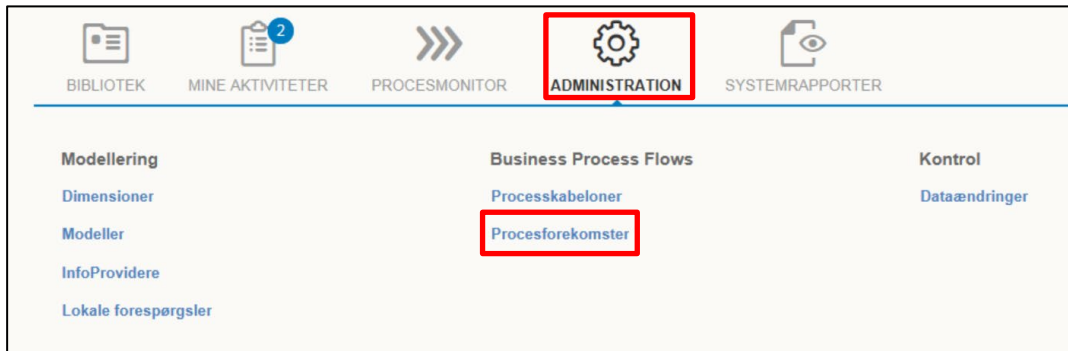 2
BIBLIOTEK MINE AKTIVITETER PROCESMONITOR ADMINISTRATION SYSTEMRAPPORTER
Modellering
Dimensioner
Modeller
InfoProvidere
Lokale forespørgsler
Business Process Flows
Processkabeloner
Procesforekomster
Kontrol
Dataændringer